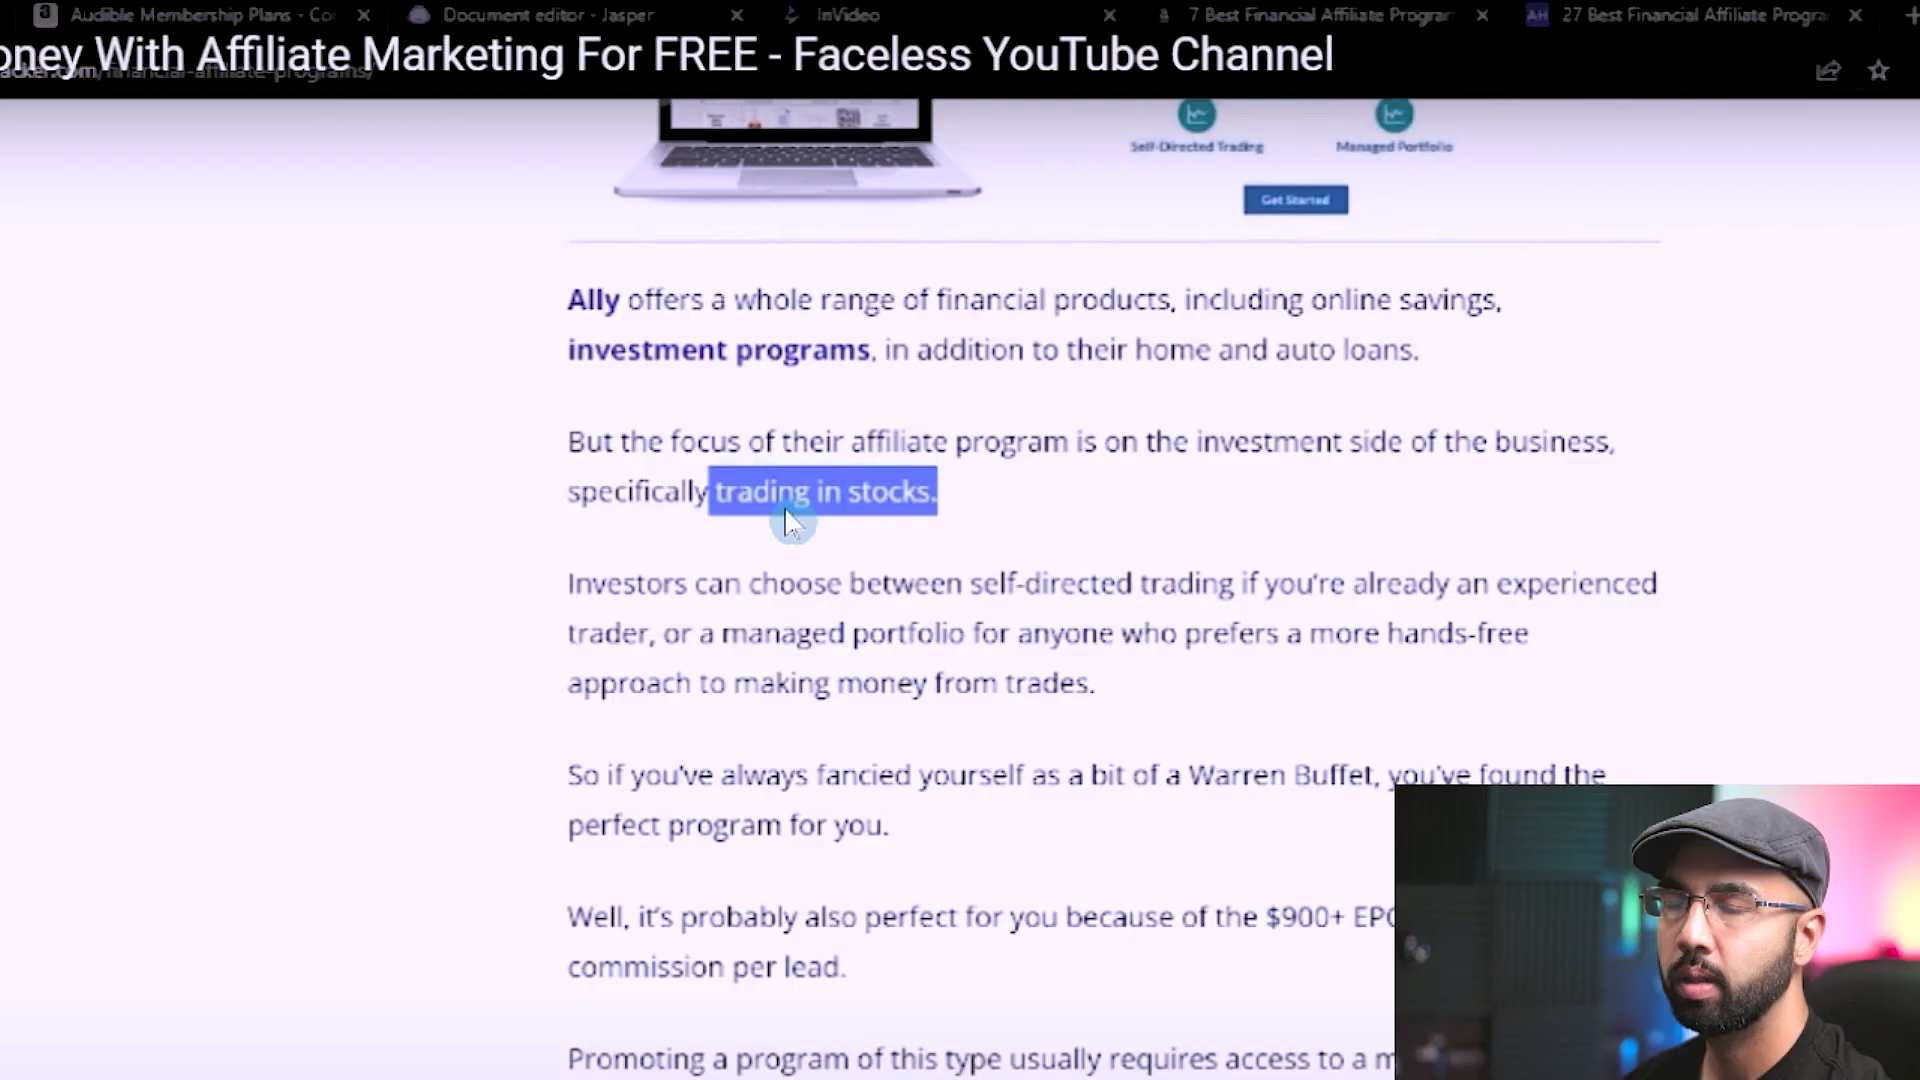 Audible Membership Plans - Co
Document editor - Jasper
InVideo
7 Best Financial Affiliate Program
27 Best Financial Affiliate Progra
oney With Affiliate Marketing For FREE - Faceless YouTube Channel
acker.com/financial-affiliate-programs/
Self-Directed Trading
Managed Portfolio
Get Started
Ally offers a whole range of financial products, including online savings,
investment programs, in addition to their home and auto loans.
But the focus of their affiliate program is on the investment side of the business,
specifically trading in stocks.
Investors can choose between self-directed trading if you're already an experienced
trader, or a managed portfolio for anyone who prefers a more hands-free
approach to making money from trades.
So if you've always fancied yourself as a bit of a Warren Buffet, you've found the
perfect program for you.
Well, it's probably also perfect for you because of the $900+ EPC
commission per lead.
Promoting a program of this type usually requires access to a m